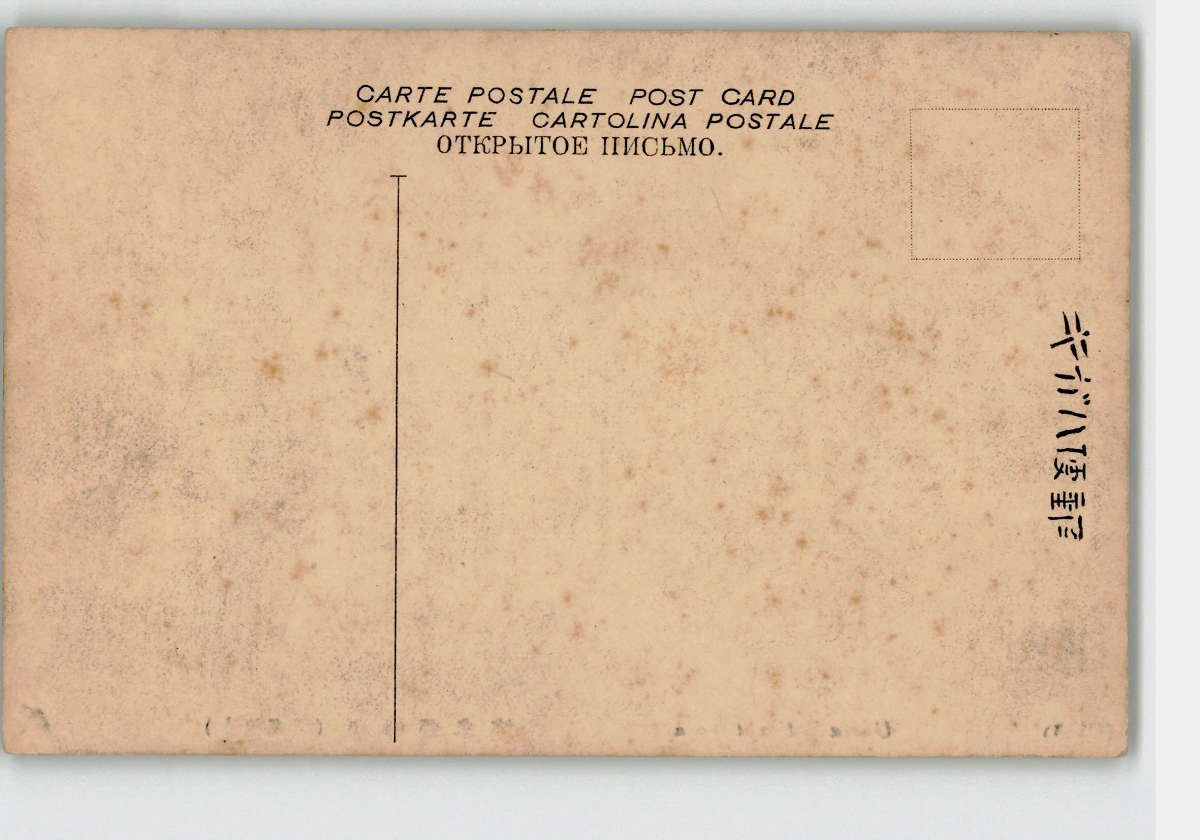 CARTE POSTALE POST CARD
POSTKARTE CARTOLINA POSTALE
ОТКРЫТОЕ ПИСЬМО.
郵便ハガキ